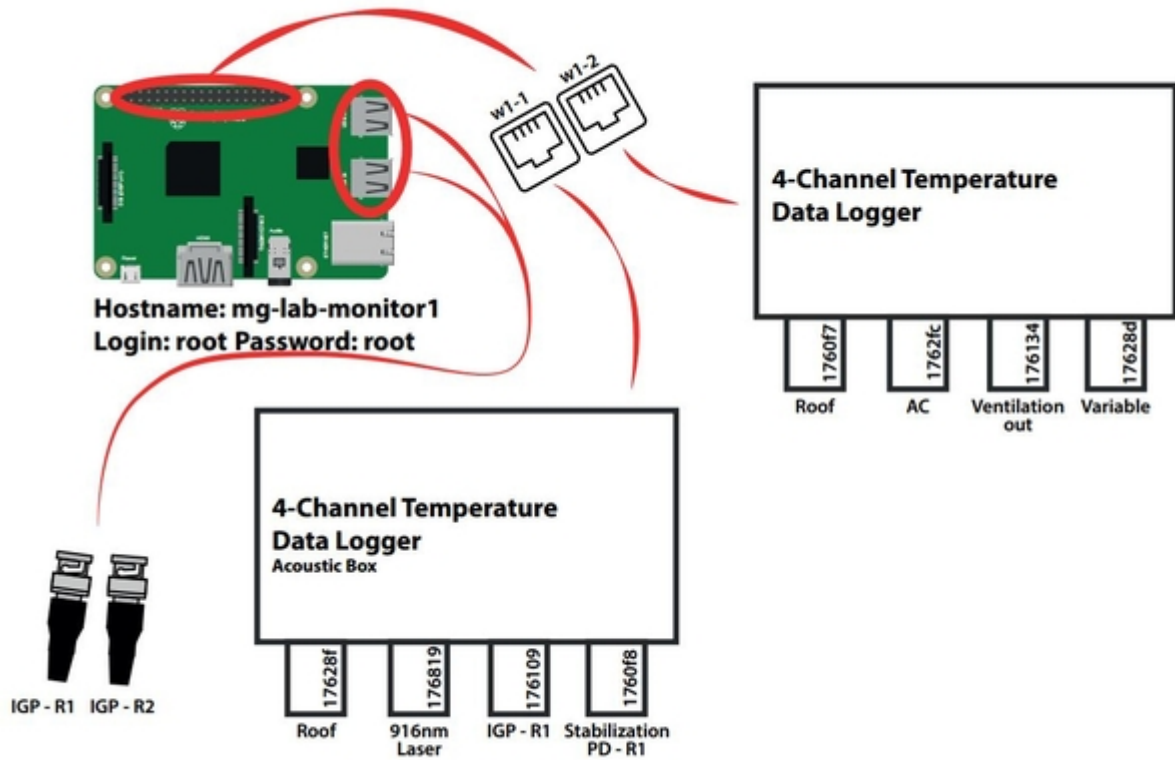 w1-1
w1-2
Hostname: mg-lab-monitor1
Login: root Password: root
4-Channel Temperature
Data Logger
1760f7
1762fc
176134
17628d
Roof
AC
Ventilation
out
Variable
4-Channel Temperature
Data Logger
Acoustic Box
17628f
176819
176109
1760f8
Roof
916nm
Laser
IGP - R1
Stabilization
PD - R1
IGP - R1
IGP - R2